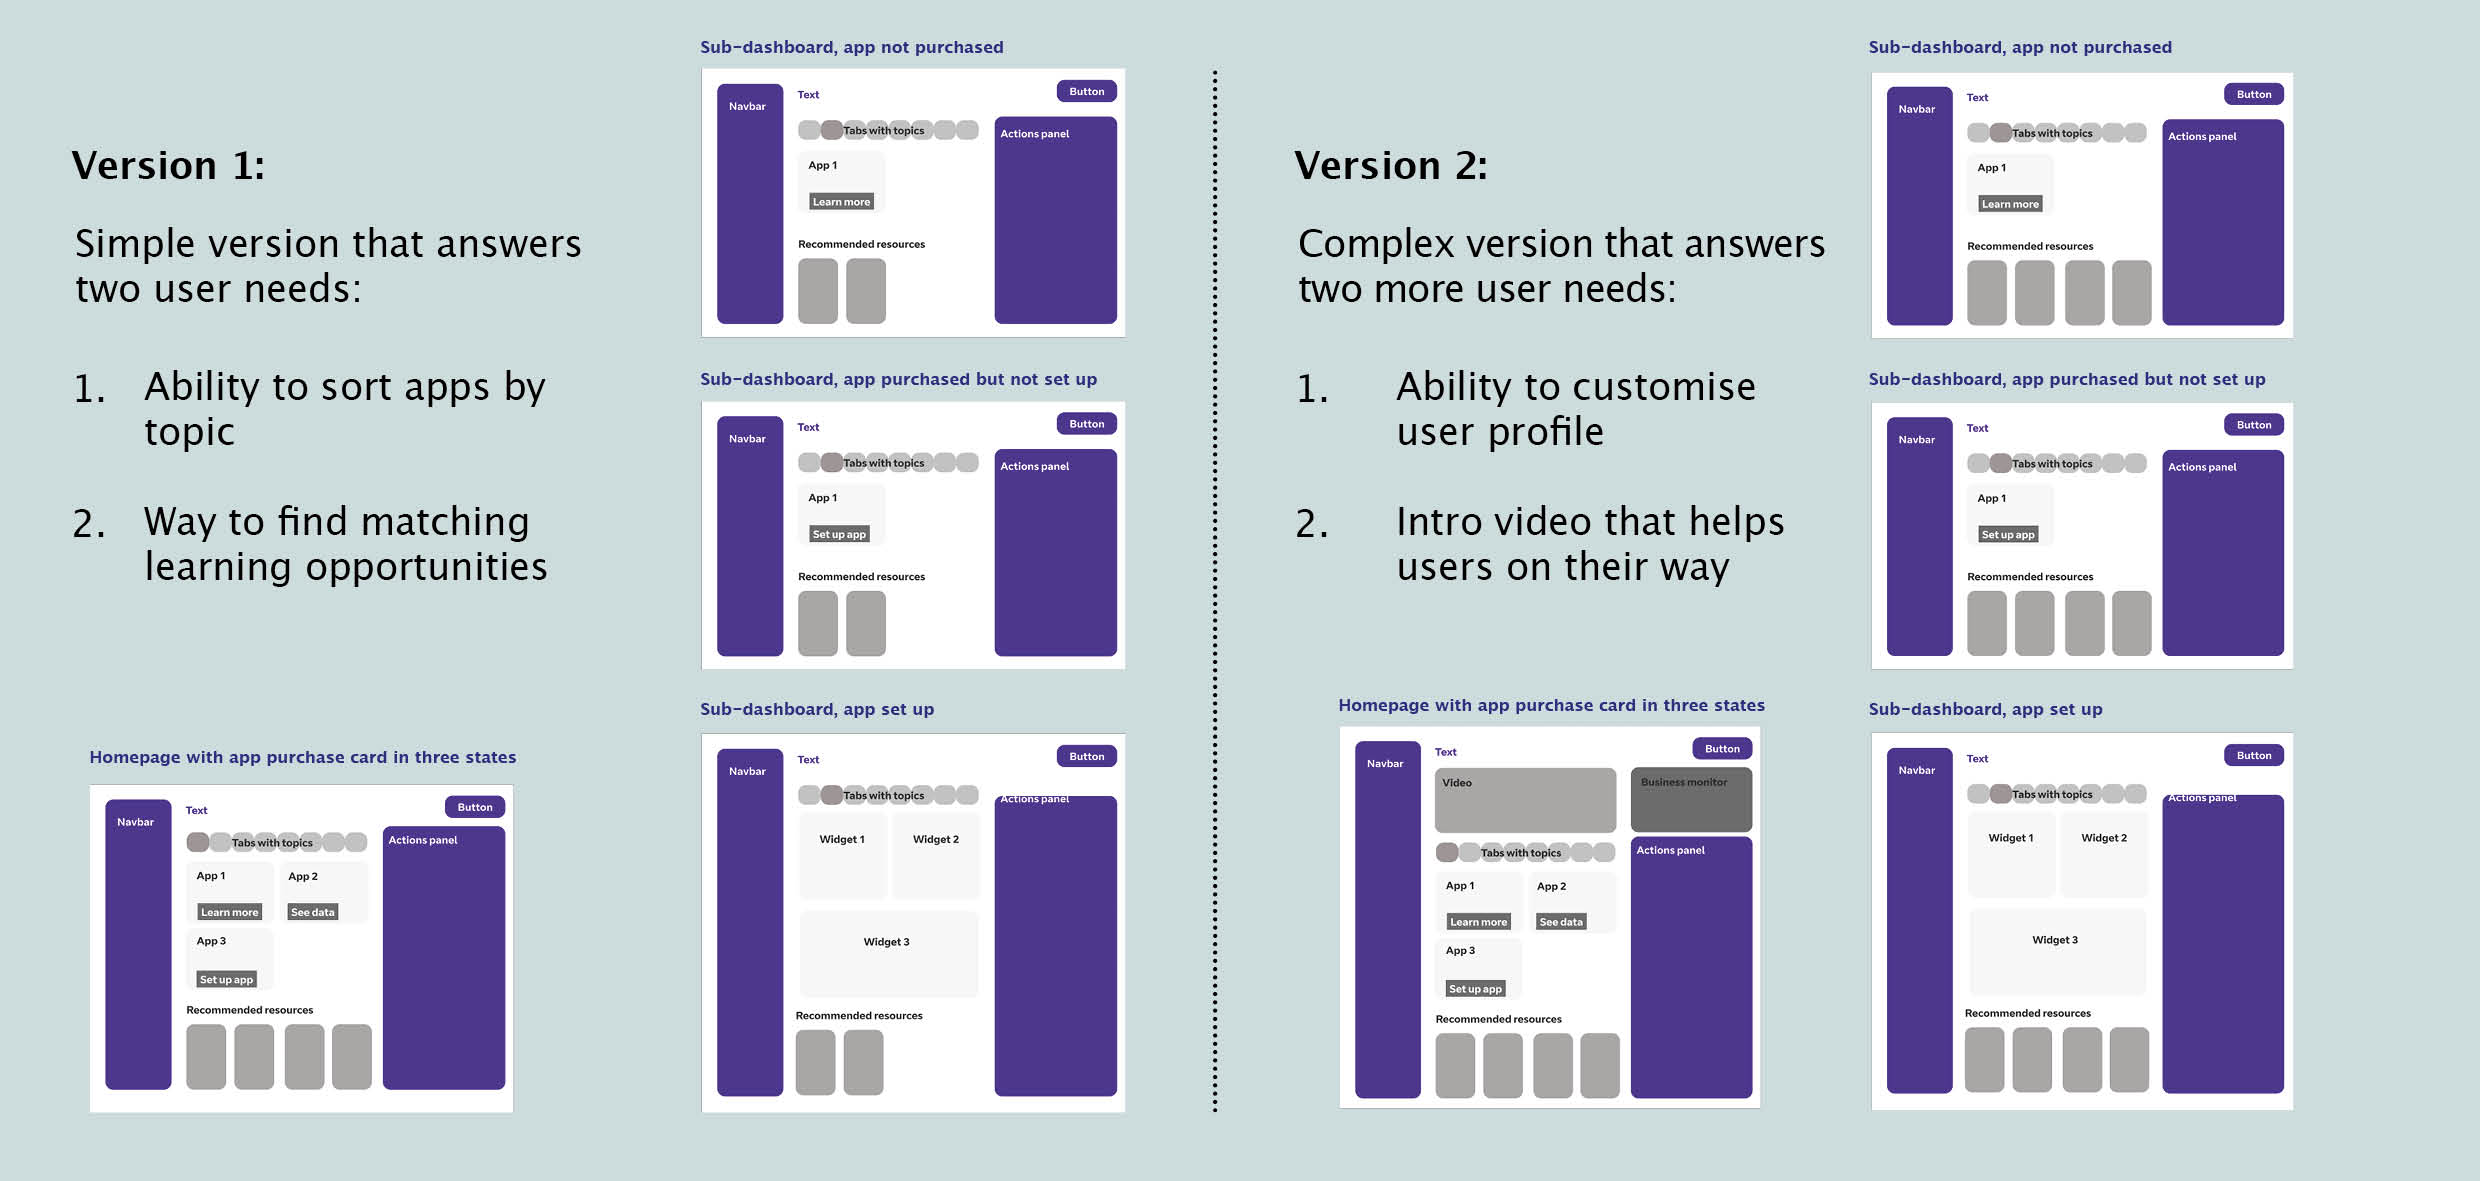 Version 1:
Simple version that answers
two user needs:
1. Ability to sort apps by
topic
2. Way to find matching
learning opportunities
Homepage with app purchase card in three states
Navbar
Text
Button
Tabs with topics
Actions panel
App 1
Learn more
App 2
See data
App 3
Set up app
Recommended resources
Sub-dashboard, app not purchased
Navbar
Text
Button
Tabs with topics
Actions panel
App 1
Learn more
Recommended resources
Sub-dashboard, app purchased but not set up
Navbar
Text
Button
Tabs with topics
Actions panel
App 1
Set up app
Recommended resources
Sub-dashboard, app set up
Navbar
Text
Button
Tabs with topics
Actions panel
Widget 1
Widget 2
Widget 3
Recommended resources
Version 2:
Complex version that answers
two more user needs:
1. Ability to customise
user profile
2. Intro video that helps
users on their way
Homepage with app purchase card in three states
Navbar
Text
Button
Video
Business monitor
Tabs with topics
Actions panel
App 1
Learn more
App 2
See data
App 3
Set up app
Recommended resources
Sub-dashboard, app not purchased
Navbar
Text
Button
Tabs with topics
Actions panel
App 1
Learn more
Recommended resources
Sub-dashboard, app purchased but not set up
Navbar
Text
Button
Tabs with topics
Actions panel
App 1
Set up app
Recommended resources
Sub-dashboard, app set up
Navbar
Text
Button
Tabs with topics
Actions panel
Widget 1
Widget 2
Widget 3
Recommended resources